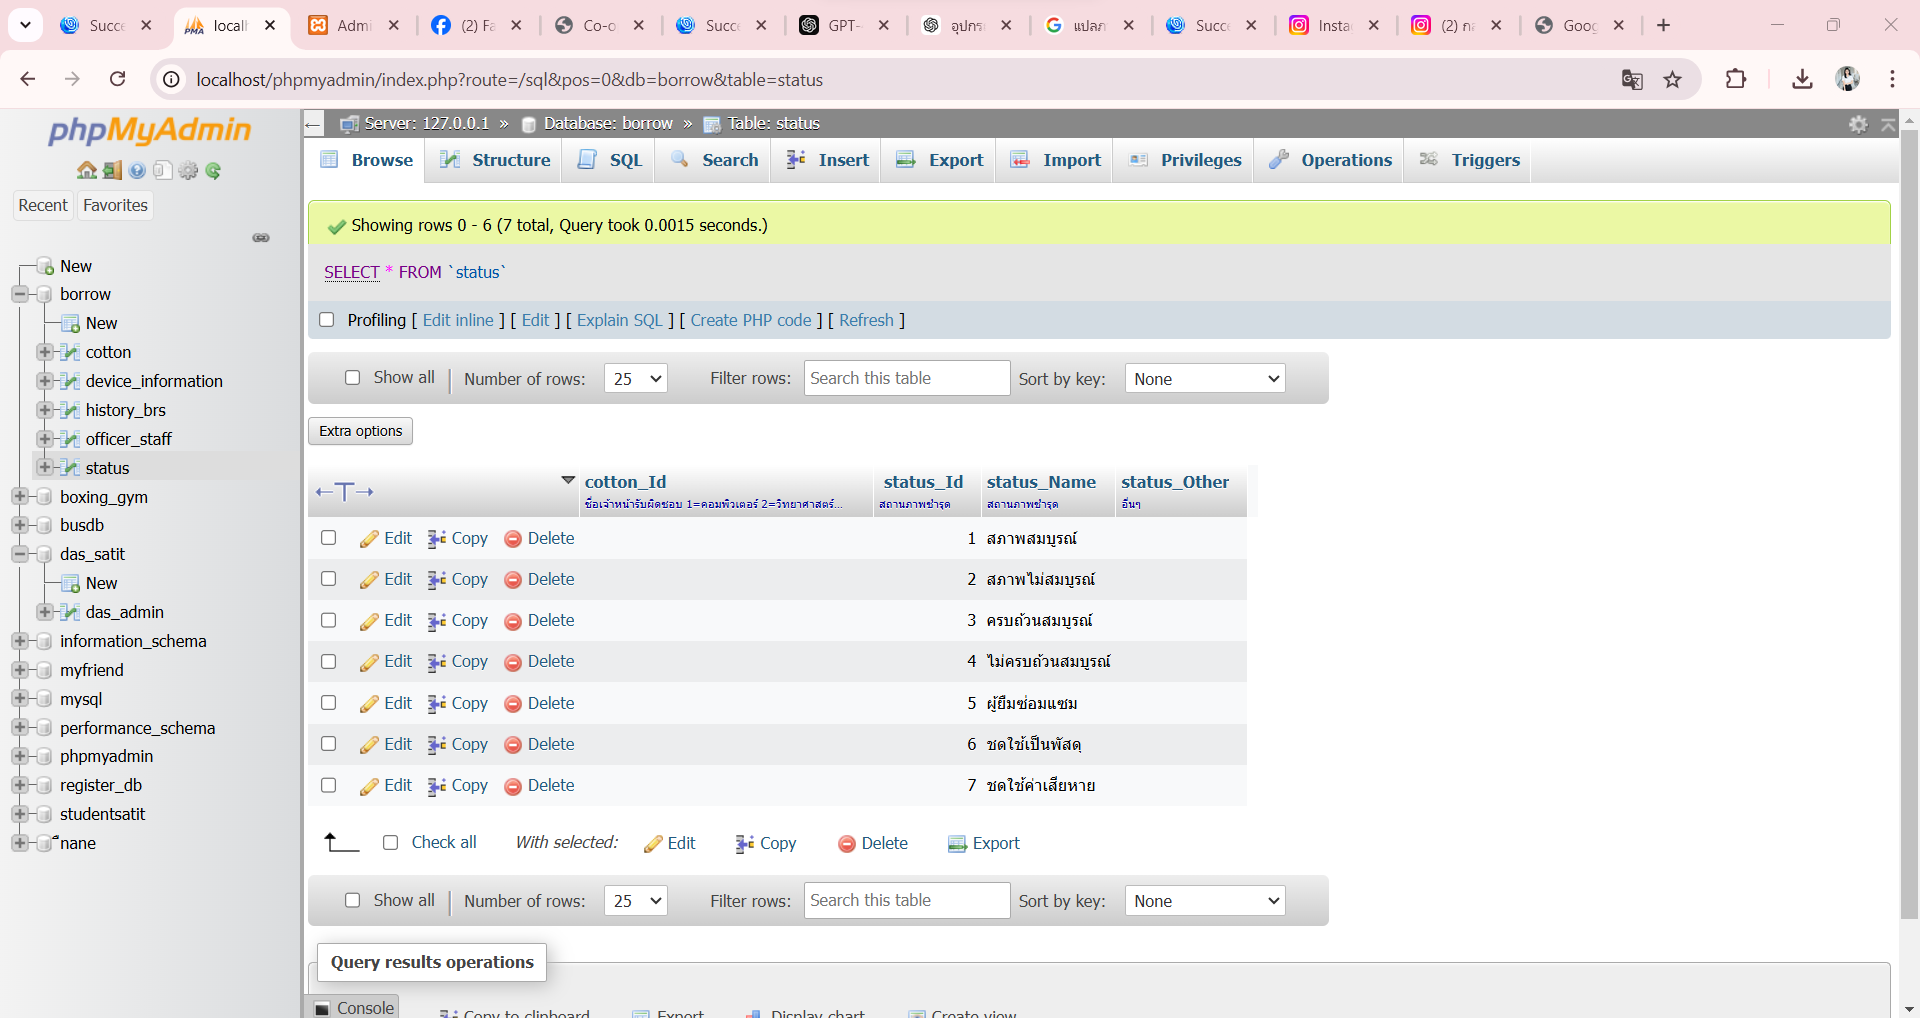 Succe
localh
Admi
(2) Fa
Co-o
Succe
GPT-
อุปกร
แปลภ
Succe
Insta
(2) กล
Goog
localhost/phpmyadmin/index.php?route=/sql&pos=0&db=borrow&table=status
phpMyAdmin
Recent Favorites
New
borrow
New
cotton
device_information
history_brs
officer_staff
status
boxing_gym
busdb
das_satit
New
das_admin
information_schema
myfriend
mysql
performance_schema
phpmyadmin
register_db
studentsatit
ืnane
Server: 127.0.0.1 » Database: borrow » Table: status
Browse Structure SQL Search Insert Export Import Privileges Operations Triggers
Showing rows 0 - 6 (7 total, Query took 0.0015 seconds.)
SELECT * FROM `status`
Profiling [ Edit inline ] [ Edit ] [ Explain SQL ] [ Create PHP code ] [ Refresh ]
Show all Number of rows: 25 Filter rows: Search this table Sort by key: None
Extra options
cotton_Id status_Id status_Name status_Other
ชื่อเจ้าหน้ารับผิดชอบ 1=คอมพิวเตอร์ 2=วิทยาศาสตร์... สถานภาพชำรุด สถานภาพชำรุด อื่นๆ
Edit Copy Delete 1 สภาพสมบูรณ์
Edit Copy Delete 2 สภาพไม่สมบูรณ์
Edit Copy Delete 3 ครบถ้วนสมบูรณ์
Edit Copy Delete 4 ไม่ครบถ้วนสมบูรณ์
Edit Copy Delete 5 ผู้ยืมซ่อมแซม
Edit Copy Delete 6 ชดใช้เป็นพัสดุ
Edit Copy Delete 7 ชดใช้ค่าเสียหาย
Check all With selected: Edit Copy Delete Export
Show all Number of rows: 25 Filter rows: Search this table Sort by key: None
Query results operations
Console
Copy to clipboard Export Display chart Create view